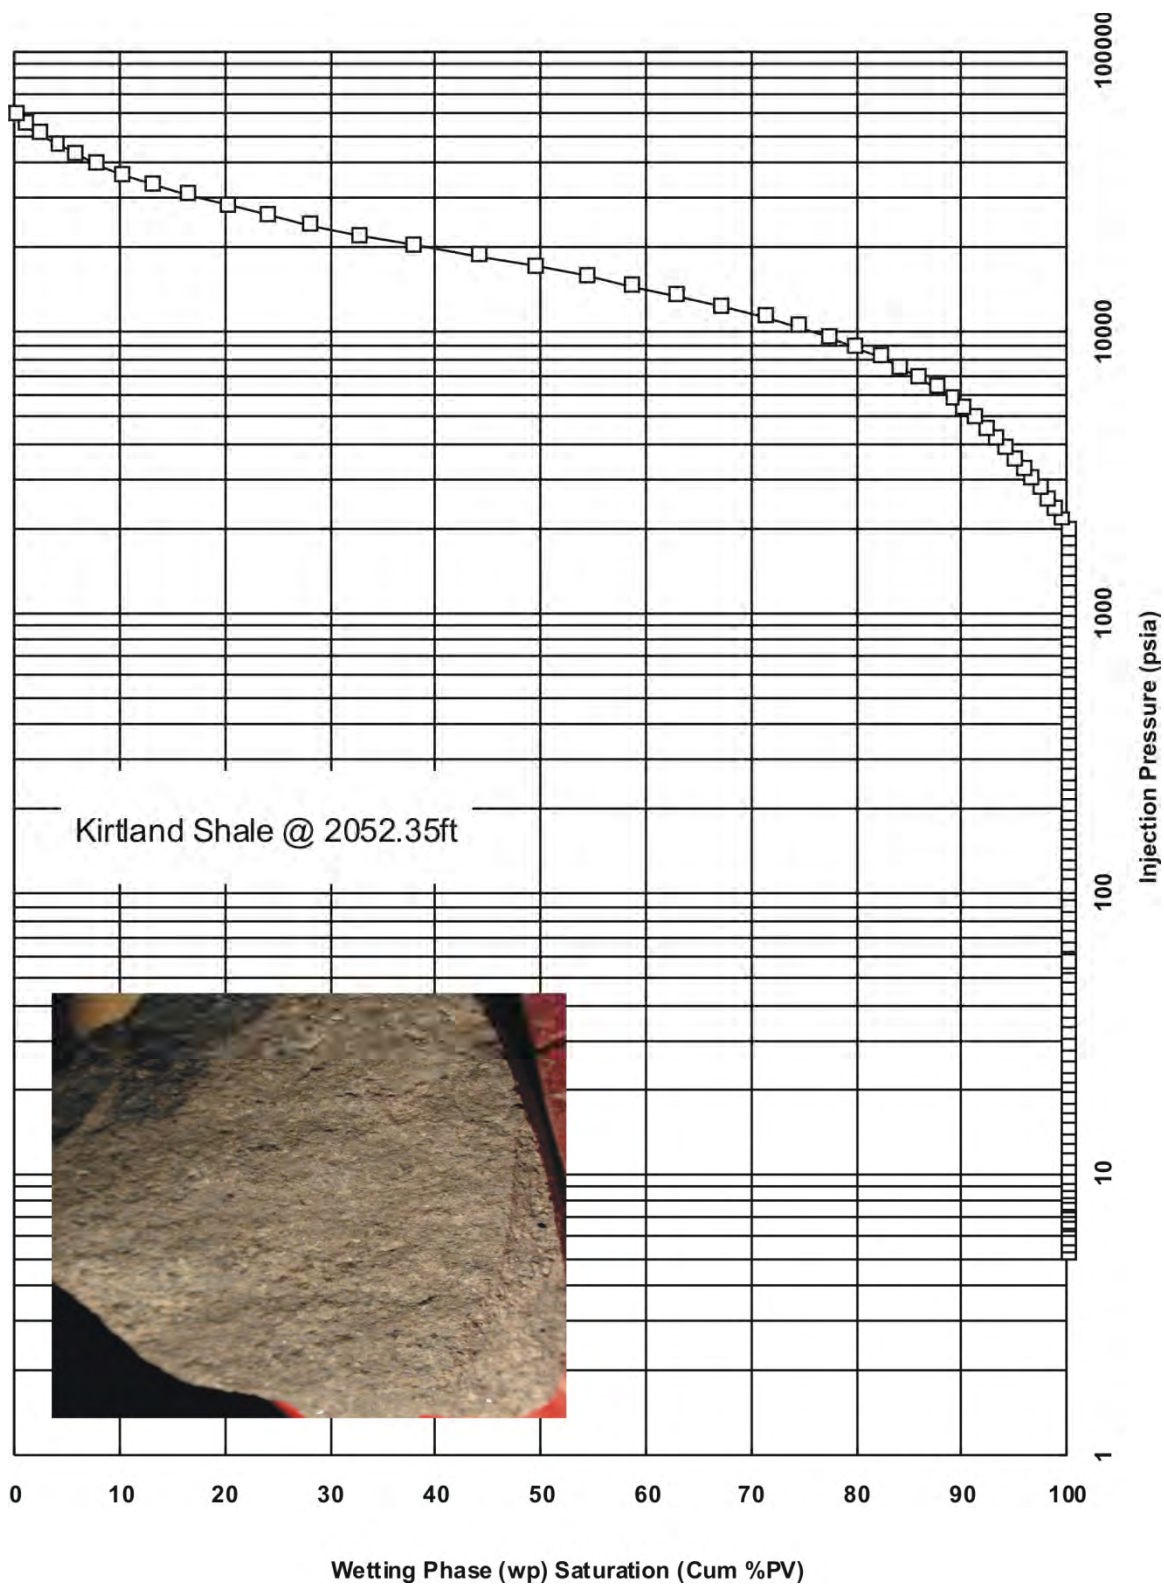 100000
10000
1000
100
10
1
Injection Pressure (psia)
Kirtland Shale @ 2052.35ft
0 10 20 30 40 50 60 70 80 90 100
Wetting Phase (wp) Saturation (Cum %PV)